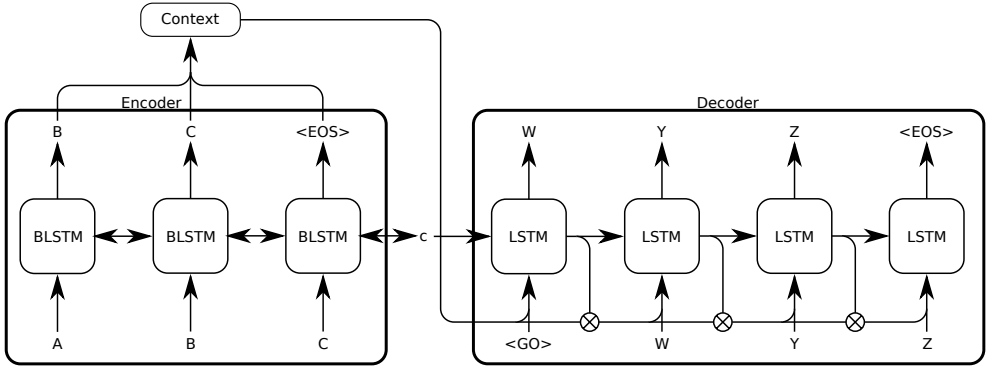 Context
Encoder
Decoder
B C <EOS>
W Y Z <EOS>
BLSTM BLSTM BLSTM c LSTM LSTM LSTM LSTM
A B C
<GO> W Y Z